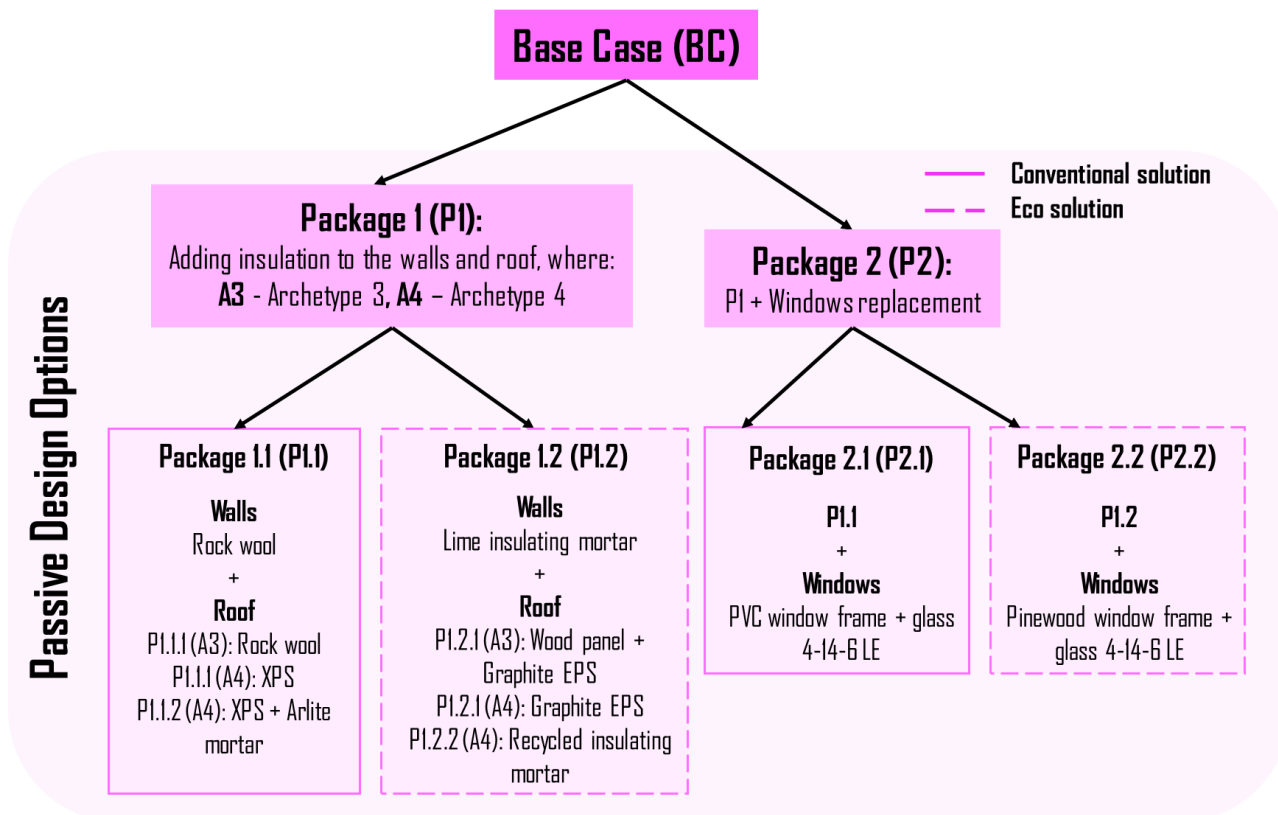 Base Case (BC)
Conventional solution
Eco solution
Package 1 (P1):
Adding insulation to the walls and roof, where:
A3 - Archetype 3, A4 – Archetype 4
Package 2 (P2):
P1 + Windows replacement
Passive Design Options
Package 1.1 (P1.1)
Walls
Rock wool
+
Roof
P1.1.1 (A3): Rock wool
P1.1.1 (A4): XPS
P1.1.2 (A4): XPS + Arlite
mortar
Package 1.2 (P1.2)
Walls
Lime insulating mortar
+
Roof
P1.2.1 (A3): Wood panel +
Graphite EPS
P1.2.1 (A4): Graphite EPS
P1.2.2 (A4): Recycled insulating
mortar
Package 2.1 (P2.1)
P1.1
+
Windows
PVC window frame + glass
4-14-6 LE
Package 2.2 (P2.2)
P1.2
+
Windows
Pinewood window frame +
glass 4-14-6 LE